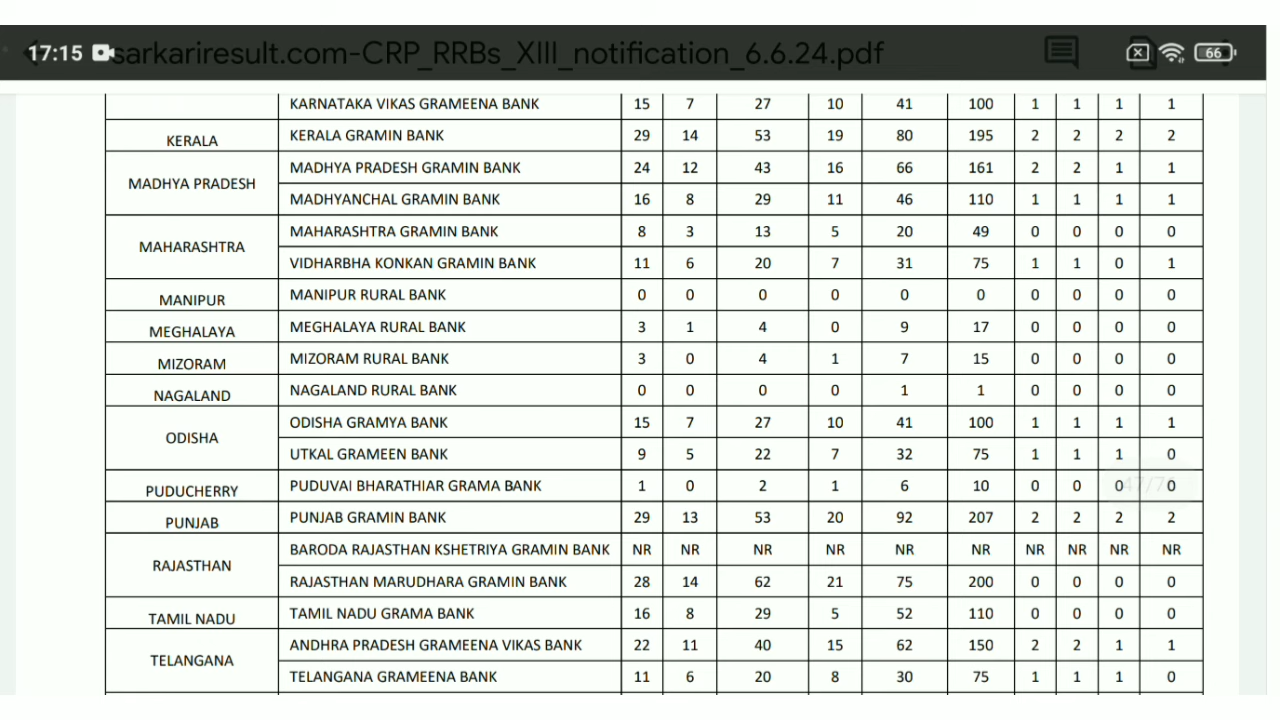 17:15 sarkariresult.com-CRP_RRBs_XIII_notification_6.6.24.pdf 66
KARNATAKA VIKAS GRAMEENA BANK 15 7 27 10 41 100 1 1 1 1
KERALA KERALA GRAMIN BANK 29 14 53 19 80 195 2 2 2 2
MADHYA PRADESH MADHYA PRADESH GRAMIN BANK 24 12 43 16 66 161 2 2 1 1
MADHYANCHAL GRAMIN BANK 16 8 29 11 46 110 1 1 1 1
MAHARASHTRA MAHARASHTRA GRAMIN BANK 8 3 13 5 20 49 0 0 0 0
VIDHARBHA KONKAN GRAMIN BANK 11 6 20 7 31 75 1 1 0 1
MANIPUR MANIPUR RURAL BANK 0 0 0 0 0 0 0 0 0 0
MEGHALAYA MEGHALAYA RURAL BANK 3 1 4 0 9 17 0 0 0 0
MIZORAM MIZORAM RURAL BANK 3 0 4 1 7 15 0 0 0 0
NAGALAND NAGALAND RURAL BANK 0 0 0 0 1 1 0 0 0 0
ODISHA ODISHA GRAMYA BANK 15 7 27 10 41 100 1 1 1 1
UTKAL GRAMEEN BANK 9 5 22 7 32 75 1 1 1 0
PUDUCHERRY PUDUVAI BHARATHIAR GRAMA BANK 1 0 2 1 6 10 0 0 0 0
PUNJAB PUNJAB GRAMIN BANK 29 13 53 20 92 207 2 2 2 2
RAJASTHAN BARODA RAJASTHAN KSHETRIYA GRAMIN BANK NR NR NR NR NR NR NR NR NR NR
RAJASTHAN MARUDHARA GRAMIN BANK 28 14 62 21 75 200 0 0 0 0
TAMIL NADU TAMIL NADU GRAMA BANK 16 8 29 5 52 110 0 0 0 0
TELANGANA ANDHRA PRADESH GRAMEENA VIKAS BANK 22 11 40 15 62 150 2 2 1 1
TELANGANA GRAMEENA BANK 11 6 20 8 30 75 1 1 1 0